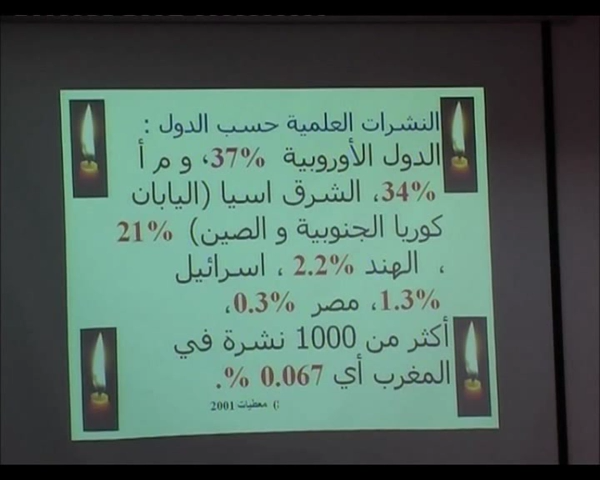 النشرات العلمية حسب الدول :
الدول الأوروبية 37%، و م أ
34%، الشرق اسيا (اليابان
كوريا الجنوبية و الصين) 21%
، الهند 2.2% ، اسرائيل
1.3%، مصر 0.3%،
أكثر من 1000 نشرة في
المغرب أي 0.067 %.
(: معطيات 2001